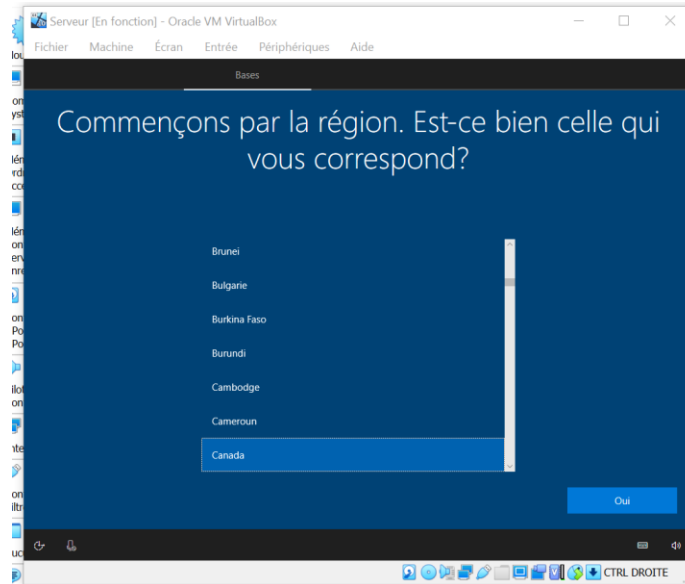 Serveur [En fonction] - Oracle VM VirtualBox
Fichier Machine Écran Entrée Périphériques Aide
Bases
Commençons par la région. Est-ce bien celle qui
vous correspond?
Brunei
Bulgarie
Burkina Faso
Burundi
Cambodge
Cameroun
Canada
Oui
CTRL DROITE